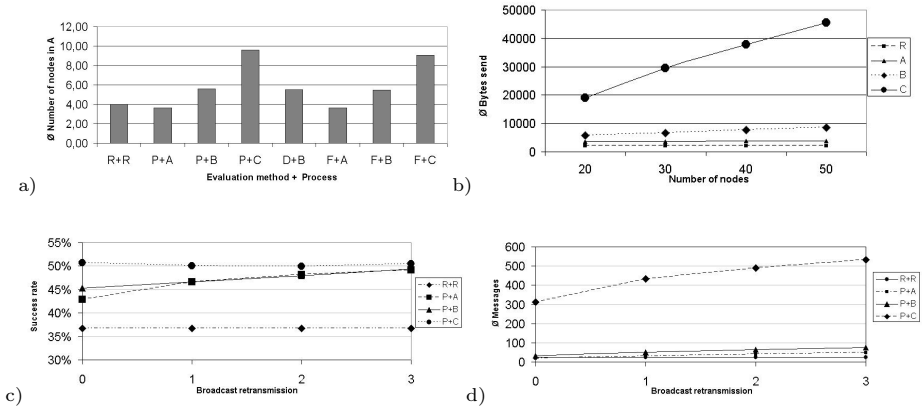 a)
Ø Number of nodes in A
12,00
10,00
8,00
6,00
4,00
2,00
0,00
R+R P+A P+B P+C D+B F+A F+B F+C
Evaluation method + Process
b)
Ø Bytes send
50000
40000
30000
20000
10000
0
20 30 40 50
Number of nodes
R
A
B
C
c)
Success rate
55%
50%
45%
40%
35%
30%
0 1 2 3
Broadcast retransmission
R+R
P+A
P+B
P+C
d)
Ø Messages
600
500
400
300
200
100
0
0 1 2 3
Broadcast retransmission
R+R
P+A
P+B
P+C